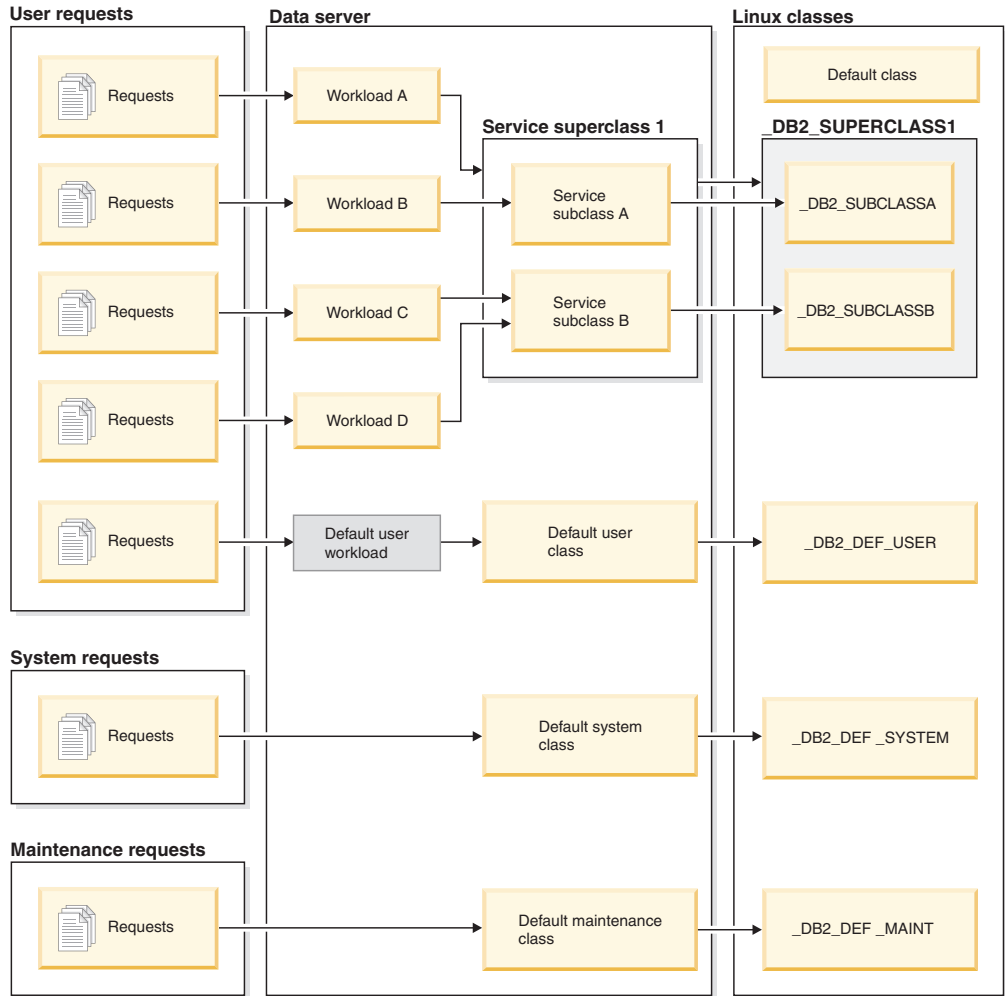 User requests
Data server
Linux classes
Default class
Requests
Workload A
Service superclass 1
_DB2_SUPERCLASS1
Requests
Workload B
Service
subclass A
_DB2_SUBCLASSA
Requests
Workload C
Service
subclass B
_DB2_SUBCLASSB
Requests
Workload D
Requests
Default user
workload
Default user
class
_DB2_DEF_USER
System requests
Requests
Default system
class
_DB2_DEF _SYSTEM
Maintenance requests
Requests
Default maintenance
class
_DB2_DEF _MAINT